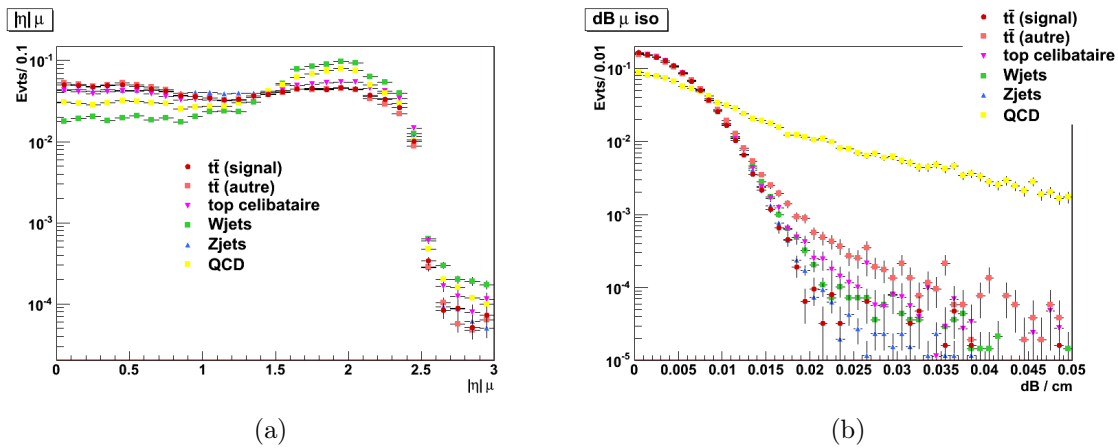 |η| μ
Evts/ 0.1
10⁻¹
10⁻²
10⁻³
10⁻⁴
tt̄ (signal)
tt̄ (autre)
top celibataire
Wjets
Zjets
QCD
0 0.5 1 1.5 2 2.5 3
|η| μ
(a)
dB μ iso
Evts/ 0.01
10⁻¹
10⁻²
10⁻³
10⁻⁴
10⁻⁵
tt̄ (signal)
tt̄ (autre)
top celibataire
Wjets
Zjets
QCD
0 0.005 0.01 0.015 0.02 0.025 0.03 0.035 0.04 0.045 0.05
dB / cm
(b)